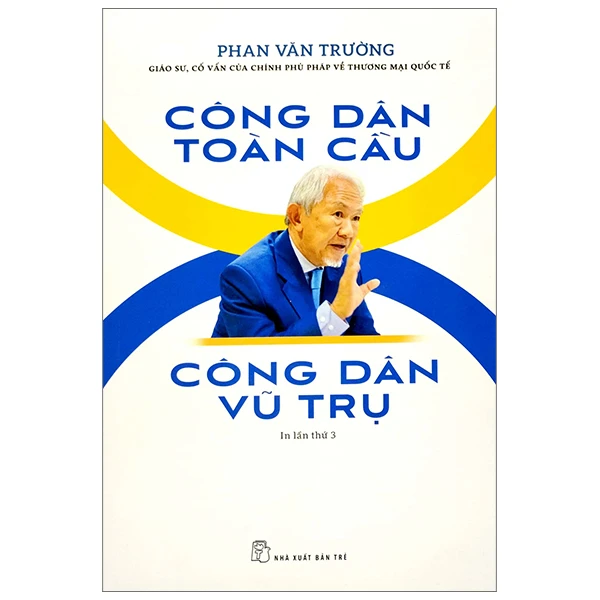 PHAN VĂN TRƯỜNG
GIÁO SƯ, CỐ VẤN CỦA CHÍNH PHỦ PHÁP VỀ THƯƠNG MẠI QUỐC TẾ
CÔNG DÂN
TOÀN CẦU
CÔNG DÂN
VŨ TRỤ
In lần thứ 3
NHÀ XUẤT BẢN TRẺ